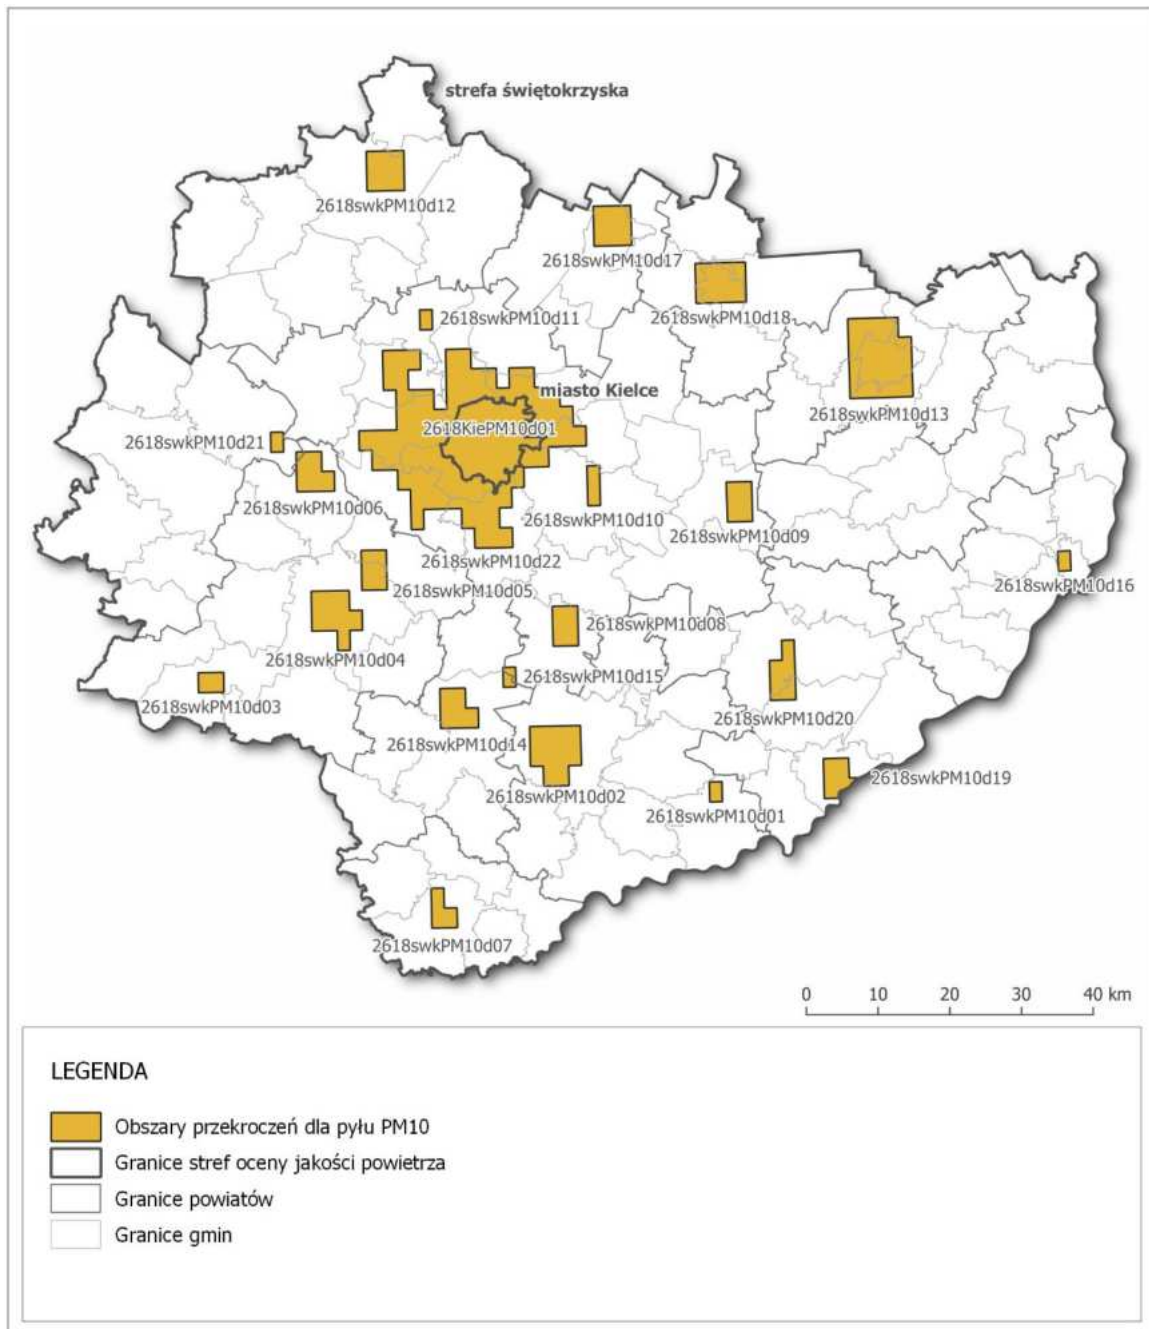 strefa świętokrzyska
2618swkPM10d12
2618swkPM10d17
2618swkPM10d11
2618swkPM10d18
miasto Kielce
2618swkPM10d13
2618KiePM10d01
2618swkPM10d21
2618swkPM10d06
2618swkPM10d10
2618swkPM10d09
2618swkPM10d22
2618swkPM10d16
2618swkPM10d05
2618swkPM10d08
2618swkPM10d04
2618swkPM10d15
2618swkPM10d03
2618swkPM10d20
2618swkPM10d14
2618swkPM10d19
2618swkPM10d02
2618swkPM10d01
2618swkPM10d07
0 10 20 30 40 km
LEGENDA
Obszary przekroczeń dla pyłu PM10
Granice stref oceny jakości powietrza
Granice powiatów
Granice gmin